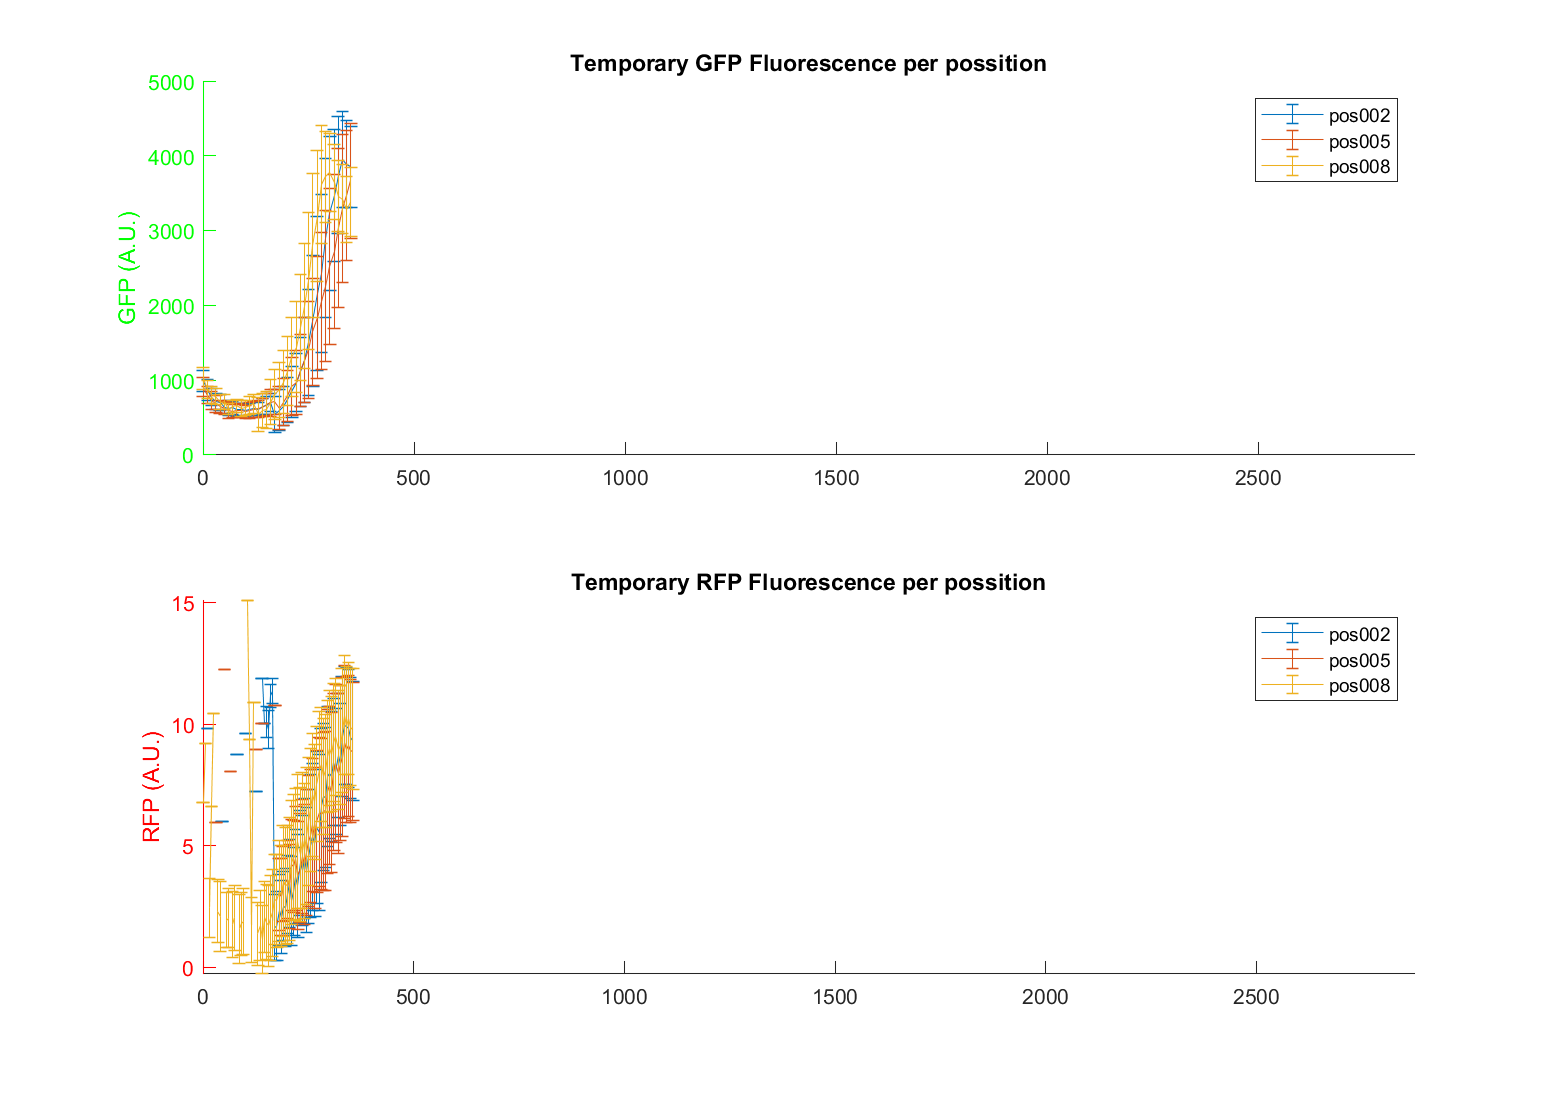 Temporary GFP Fluorescence per possition
5000
4000
3000
2000
1000
0
GFP (A.U.)
0 500 1000 1500 2000 2500
pos002
pos005
pos008
Temporary RFP Fluorescence per possition
15
10
5
0
RFP (A.U.)
0 500 1000 1500 2000 2500
pos002
pos005
pos008